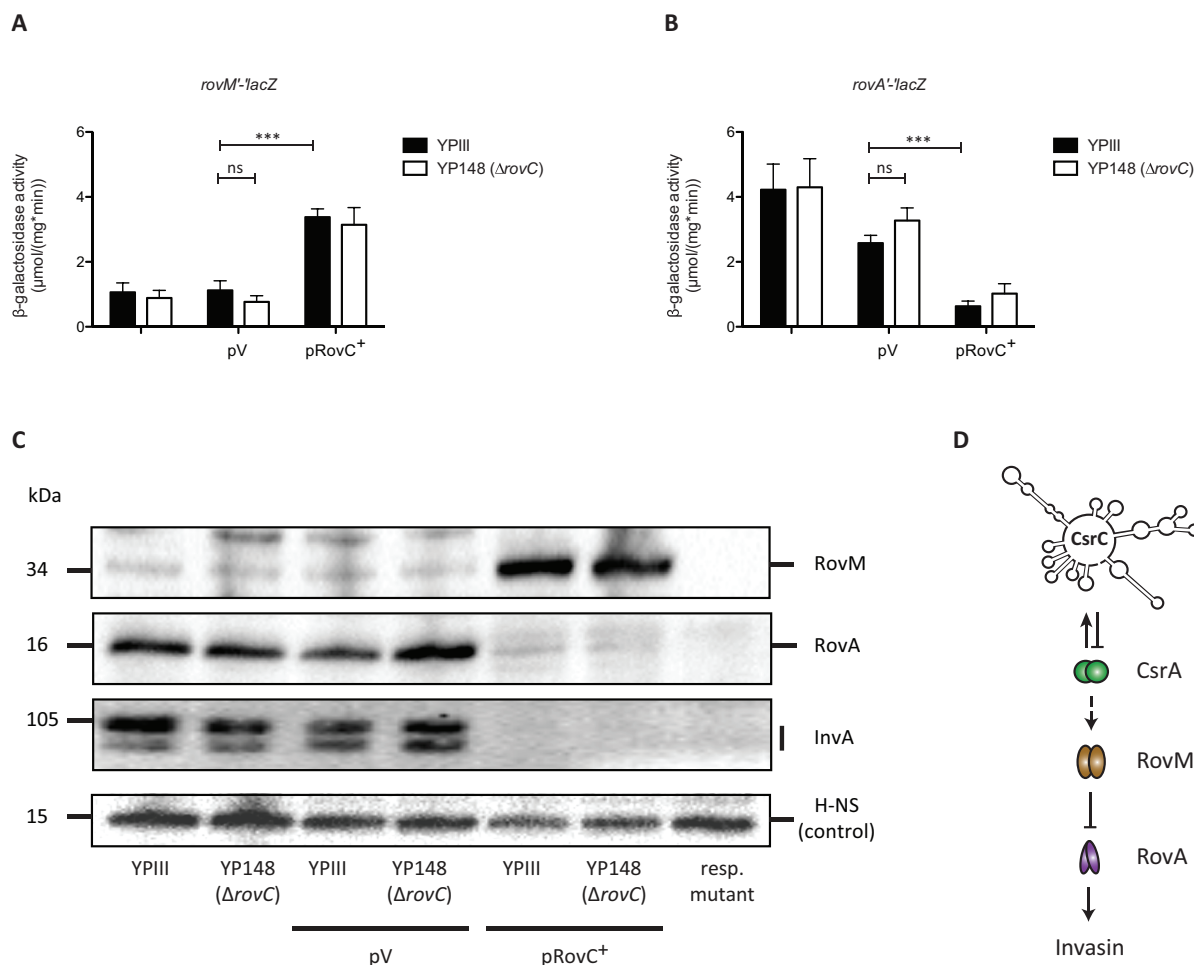 A
rovM'-'lacZ
β-galactosidase activity
(µmol/(mg*min))
6
4
2
0
***
ns
pV
pRovC+
YPIII
YP148 (ΔrovC)
B
rovA'-'lacZ
β-galactosidase activity
(µmol/(mg*min))
6
4
2
0
***
ns
pV
pRovC+
YPIII
YP148 (ΔrovC)
C
kDa
34
RovM
16
RovA
105
InvA
15
H-NS
(control)
YPIII
YP148
(ΔrovC)
YPIII
YP148
(ΔrovC)
YPIII
YP148
(ΔrovC)
resp.
mutant
pV
pRovC+
D
CsrC
CsrA
RovM
RovA
Invasin